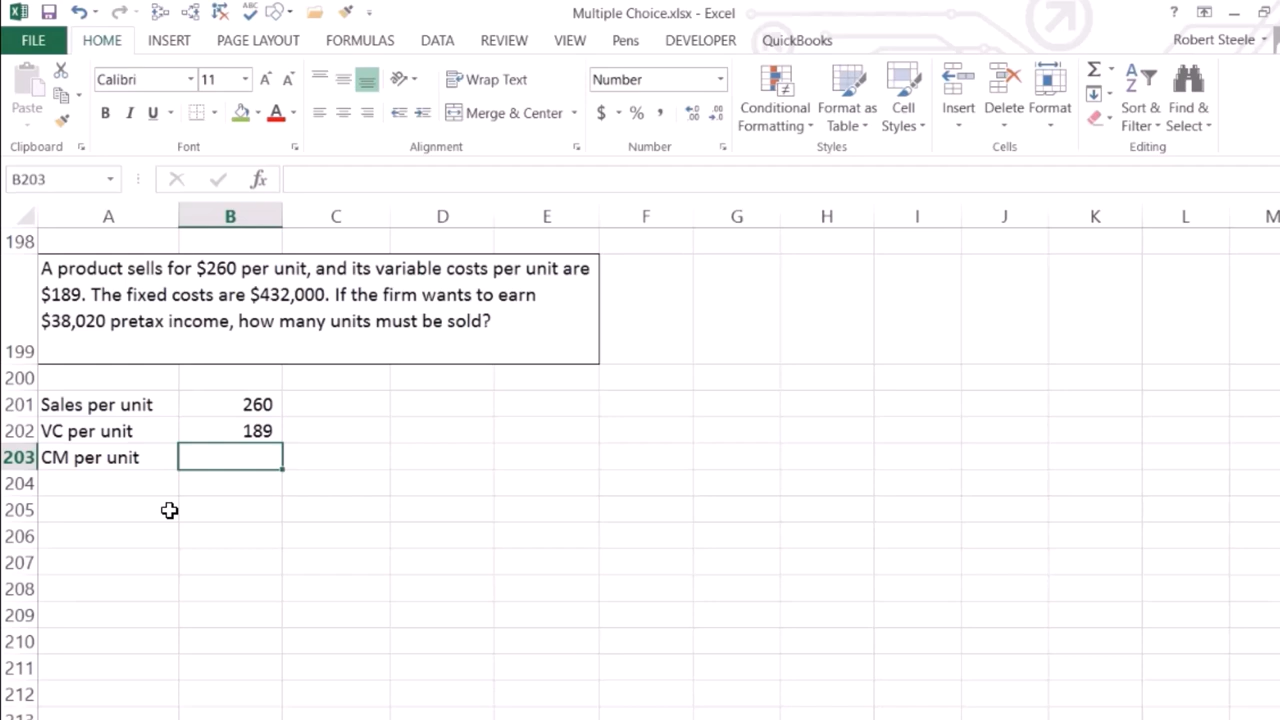 Multiple Choice.xlsx - Excel
?
FILE HOME INSERT PAGE LAYOUT FORMULAS DATA REVIEW VIEW Pens DEVELOPER QuickBooks Robert Steele
Paste
Calibri 11
B I U A
Wrap Text
Merge & Center
Number
$ % ,
Conditional Formatting
Format as Table
Cell Styles
Insert
Delete
Format
Sort & Filter
Find & Select
Clipboard Font Alignment Number Styles Cells Editing
B203 fx
A B C D E F G H I J K L M
198
199 A product sells for $260 per unit, and its variable costs per unit are
$189. The fixed costs are $432,000. If the firm wants to earn
$38,020 pretax income, how many units must be sold?
200
201 Sales per unit 260
202 VC per unit 189
203 CM per unit
204
205
206
207
208
209
210
211
212
213